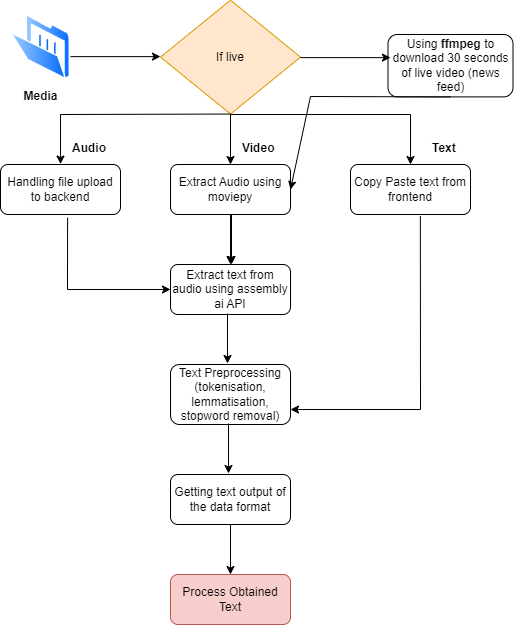 If live
Using ffmpeg to
download 30 seconds
of live video (news
feed)
Media
Audio
Video
Text
Handling file upload
to backend
Extract Audio using
moviepy
Copy Paste text from
frontend
Extract text from
audio using assembly
ai API
Text Preprocessing
(tokenisation,
lemmatisation,
stopword removal)
Getting text output of
the data format
Process Obtained
Text